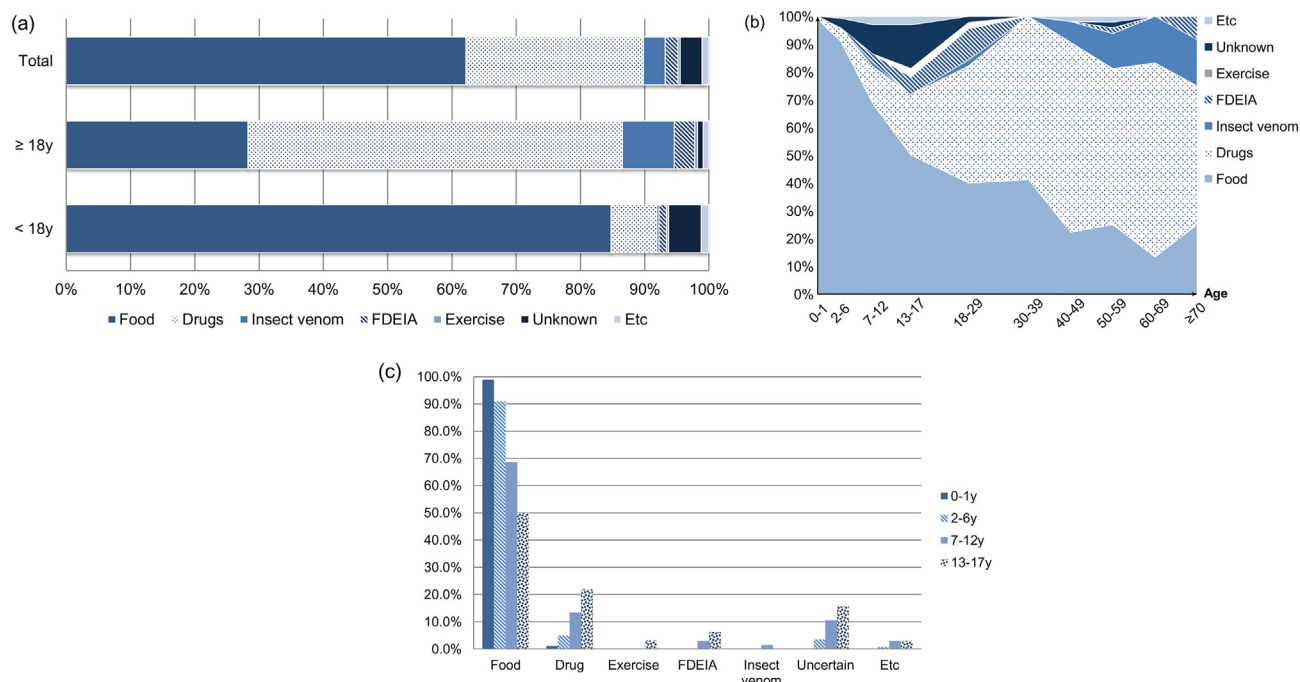 (a)
Total
≥ 18y
< 18y
0% 10% 20% 30% 40% 50% 60% 70% 80% 90% 100%
Food Drugs Insect venom FDEIA Exercise Unknown Etc
(b)
100%
90%
80%
70%
60%
50%
40%
30%
20%
10%
0%
0-1 2-6 7-12 13-17 18-29 30-39 40-49 50-59 60-69 ≥70
Age
Etc
Unknown
Exercise
FDEIA
Insect venom
Drugs
Food
(c)
100.0%
90.0%
80.0%
70.0%
60.0%
50.0%
40.0%
30.0%
20.0%
10.0%
0.0%
Food Drug Exercise FDEIA Insect venom Uncertain Etc
0-1y
2-6y
7-12y
13-17y